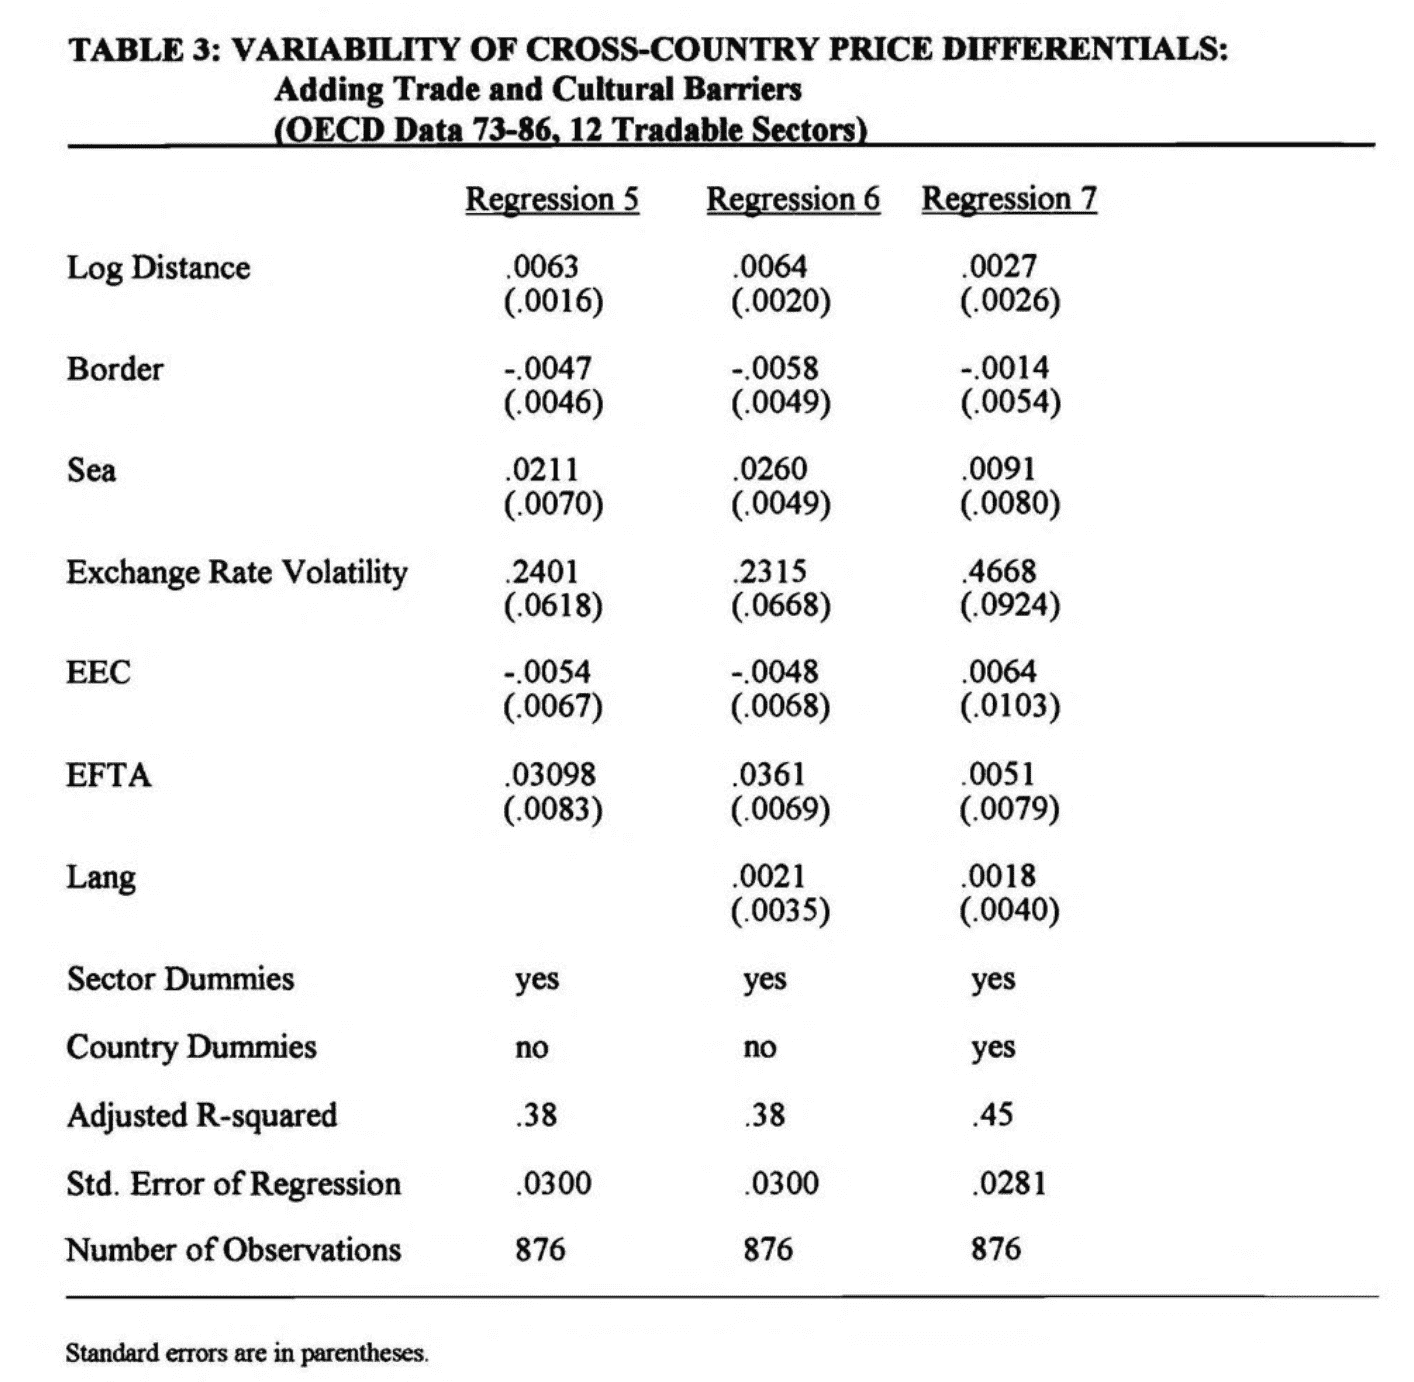 TABLE 3: VARIABILITY OF CROSS-COUNTRY PRICE DIFFERENTIALS:
Adding Trade and Cultural Barriers
(OECD Data 73-86, 12 Tradable Sectors)
Regression 5 Regression 6 Regression 7
Log Distance .0063 .0064 .0027
(.0016) (.0020) (.0026)
Border -.0047 -.0058 -.0014
(.0046) (.0049) (.0054)
Sea .0211 .0260 .0091
(.0070) (.0049) (.0080)
Exchange Rate Volatility .2401 .2315 .4668
(.0618) (.0668) (.0924)
EEC -.0054 -.0048 .0064
(.0067) (.0068) (.0103)
EFTA .03098 .0361 .0051
(.0083) (.0069) (.0079)
Lang .0021 .0018
(.0035) (.0040)
Sector Dummies yes yes yes
Country Dummies no no yes
Adjusted R-squared .38 .38 .45
Std. Error of Regression .0300 .0300 .0281
Number of Observations 876 876 876
Standard errors are in parentheses.